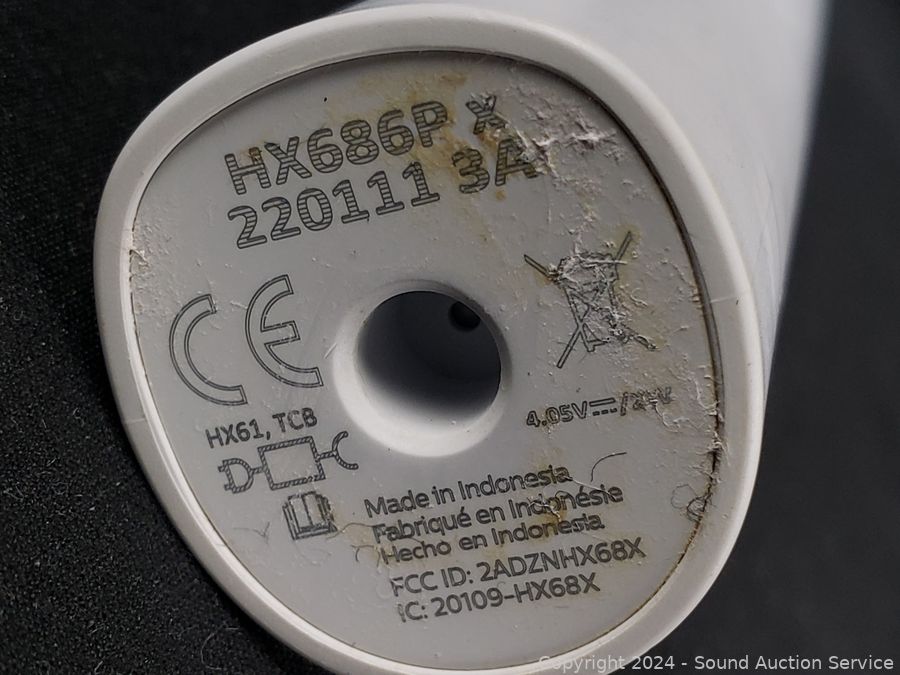 HX686P X
220111 3A
CE
HX61, TCB
4.05V
Made in Indonesia
Fabriqué en Indonésie
Hecho en Indonesia
FCC ID: 2ADZNHX68X
IC: 20109-HX68X
Copyright 2024 - Sound Auction Service